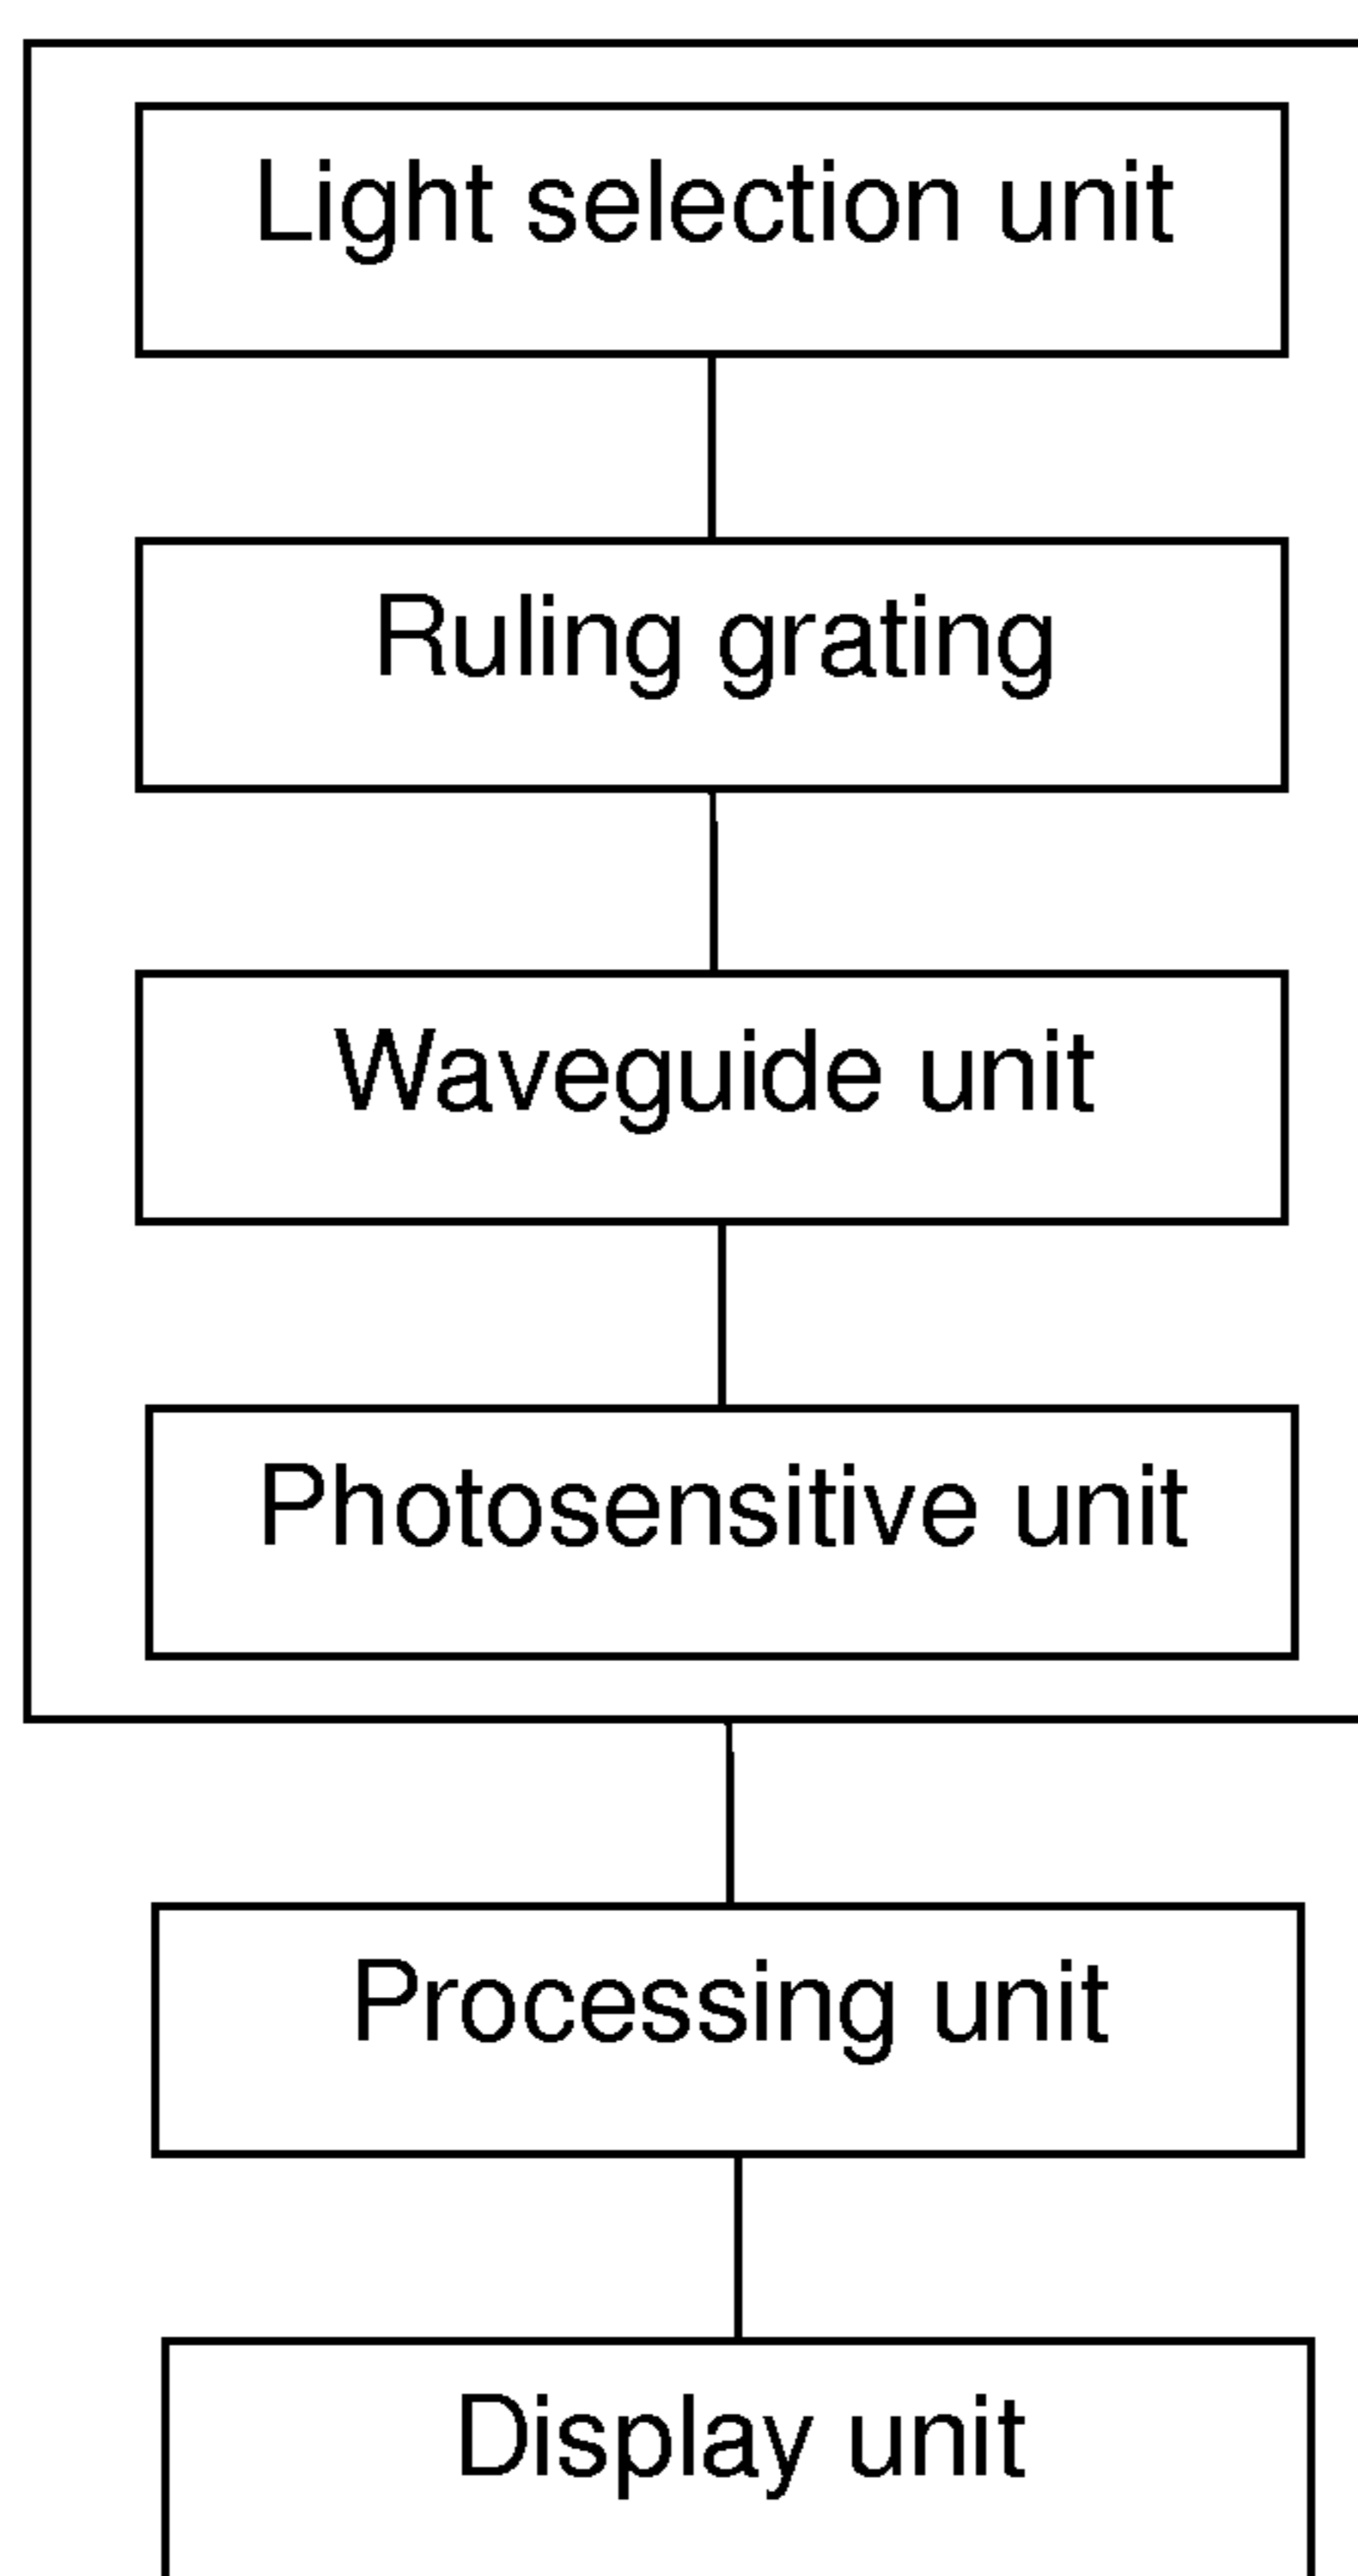 Light selection unit
Ruling grating
Waveguide unit
Photosensitive unit
Processing unit
Display unit